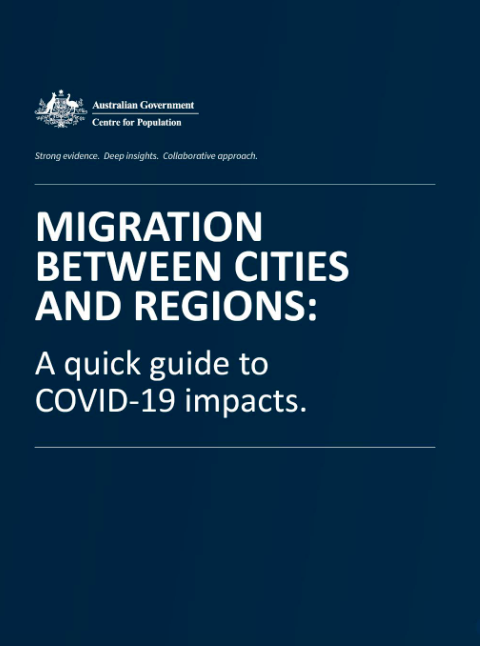 Australian Government
Centre for Population
Strong evidence. Deep insights. Collaborative approach.
MIGRATION
BETWEEN CITIES
AND REGIONS:
A quick guide to
COVID-19 impacts.